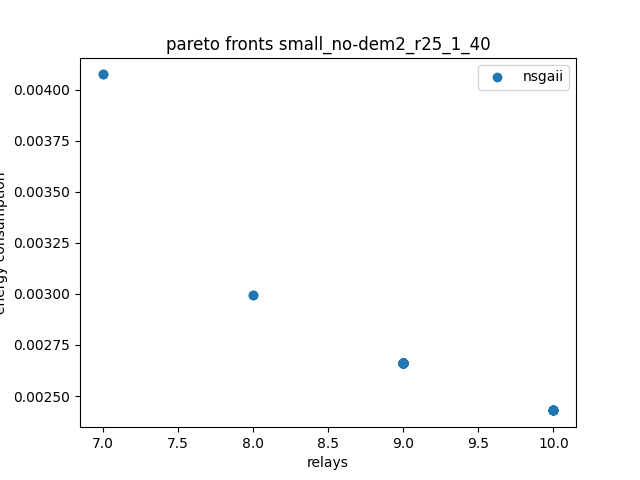 pareto fronts small_no-dem2_r25_1_40
nsgaii
0.00400
0.00375
0.00350
0.00325
0.00300
0.00275
0.00250
energy consumption
7.0 7.5 8.0 8.5 9.0 9.5 10.0
relays